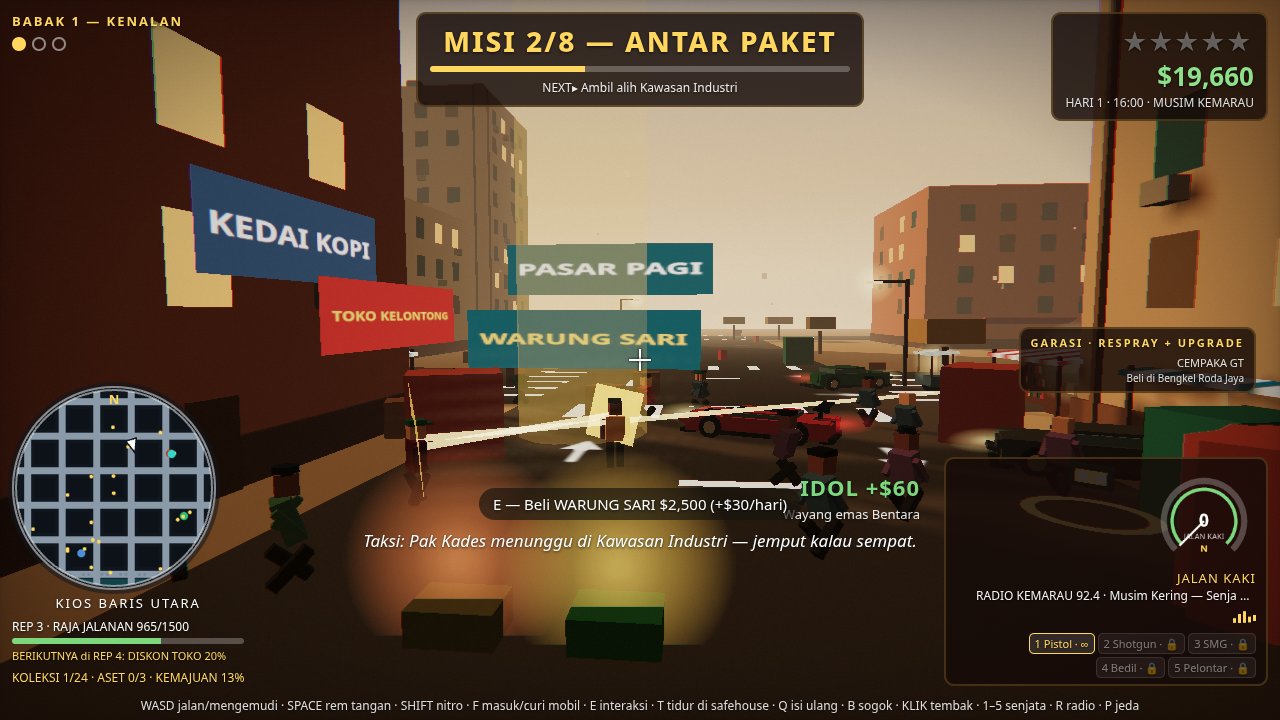 BABAK 1 — KENALAN
MISI 2/8 — ANTAR PAKET
NEXT▸ Ambil alih Kawasan Industri
★★★★★
$19,660
HARI 1 · 16:00 · MUSIM KEMARAU
KEDAI KOPI
TOKO KELONTONG
PASAR PAGI
WARUNG SARI
GARASI · RESPRAY + UPGRADE
CEMPAKA GT
Beli di Bengkel Roda Jaya
N
E — Beli WARUNG SARI $2,500 (+$30/hari)
IDOL +$60
Wayang emas Bentara
Taksi: Pak Kades menunggu di Kawasan Industri — jemput kalau sempat.
KIOS BARIS UTARA
REP 3 · RAJA JALANAN 965/1500
BERIKUTNYA di REP 4: DISKON TOKO 20%
KOLEKSI 1/24 · ASET 0/3 · KEMAJUAN 13%
0
JALAN KAKI
N
JALAN KAKI
RADIO KEMARAU 92.4 · Musim Kering — Senja ...
1 Pistol · ∞
2 Shotgun · 🔒
3 SMG · 🔒
4 Bedil · 🔒
5 Pelontar · 🔒
WASD jalan/mengemudi · SPACE rem tangan · SHIFT nitro · F masuk/curi mobil · E interaksi · T tidur di safehouse · Q isi ulang · B sogok · KLIK tembak · 1–5 senjata · R radio · P jeda